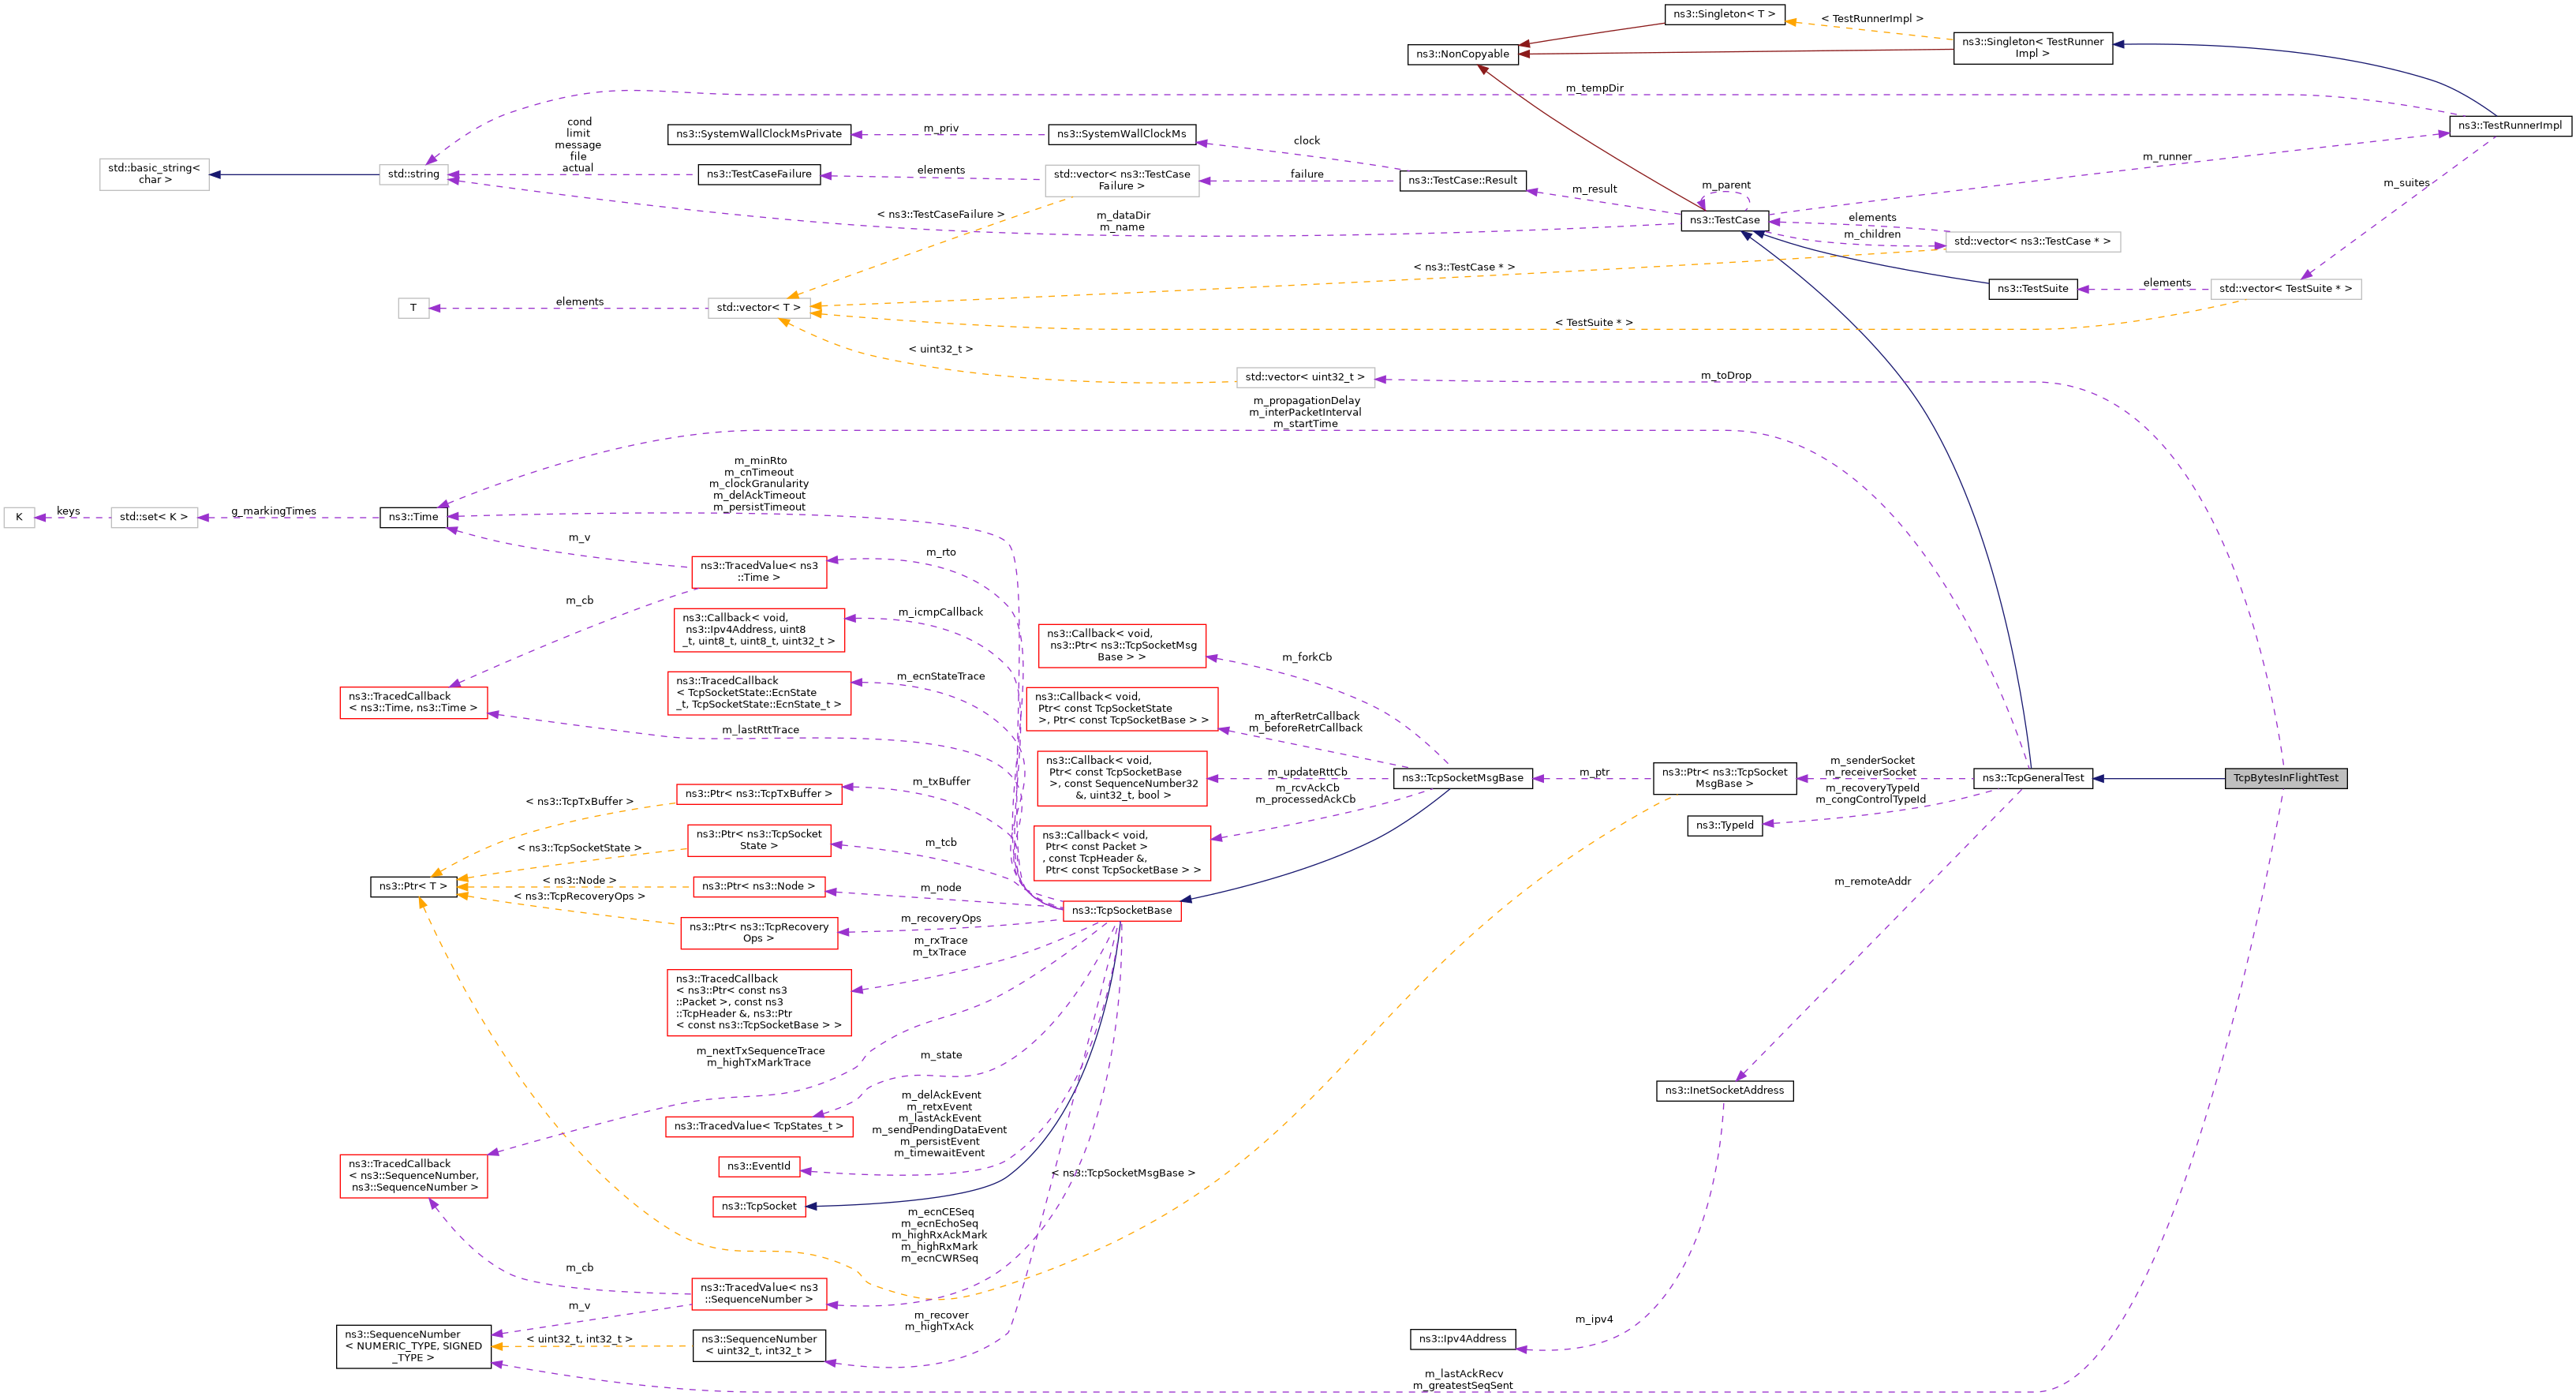 ns3::Singleton< T >
< TestRunnerImpl >
ns3::NonCopyable
ns3::Singleton< TestRunner
Impl >
m_tempDir
ns3::TestRunnerImpl
cond
limit
message
file
actual
ns3::SystemWallClockMsPrivate
m_priv
ns3::SystemWallClockMs
clock
m_runner
std::basic_string<
char >
std::string
ns3::TestCaseFailure
elements
std::vector< ns3::TestCase
Failure >
failure
ns3::TestCase::Result
m_result
m_parent
m_suites
< ns3::TestCaseFailure >
m_dataDir
m_name
ns3::TestCase
elements
m_children
std::vector< ns3::TestCase * >
< ns3::TestCase * >
T
elements
std::vector< T >
ns3::TestSuite
elements
std::vector< TestSuite * >
< TestSuite * >
< uint32_t >
std::vector< uint32_t >
m_toDrop
m_propagationDelay
m_interPacketInterval
m_startTime
m_minRto
m_cnTimeout
m_clockGranularity
m_delAckTimeout
m_persistTimeout
K
keys
std::set< K >
g_markingTimes
ns3::Time
m_v
ns3::TracedValue< ns3
::Time >
m_rto
m_cb
ns3::Callback< void,
ns3::Ipv4Address, uint8
_t, uint8_t, uint8_t, uint32_t >
m_icmpCallback
ns3::Callback< void,
ns3::Ptr< ns3::TcpSocketMsg
Base > >
m_forkCb
ns3::TracedCallback
< ns3::Time, ns3::Time >
ns3::TracedCallback
< TcpSocketState::EcnState
_t, TcpSocketState::EcnState_t >
m_ecnStateTrace
ns3::Callback< void,
Ptr< const TcpSocketState
>, Ptr< const TcpSocketBase > >
m_afterRetrCallback
m_beforeRetrCallback
m_lastRttTrace
ns3::Callback< void,
Ptr< const TcpSocketBase
>, const SequenceNumber32
&, uint32_t, bool >
m_updateRttCb
m_rcvAckCb
m_processedAckCb
ns3::TcpSocketMsgBase
m_ptr
ns3::Ptr< ns3::TcpSocket
MsgBase >
m_senderSocket
m_receiverSocket
m_recoveryTypeId
m_congControlTypeId
ns3::TcpGeneralTest
TcpBytesInFlightTest
ns3::TypeId
< ns3::TcpTxBuffer >
ns3::Ptr< ns3::TcpTxBuffer >
m_txBuffer
< ns3::TcpSocketState >
ns3::Ptr< ns3::TcpSocket
State >
m_tcb
ns3::Callback< void,
Ptr< const Packet >
, const TcpHeader &,
Ptr< const TcpSocketBase > >
ns3::Ptr< T >
< ns3::Node >
ns3::Ptr< ns3::Node >
m_node
< ns3::TcpRecoveryOps >
ns3::Ptr< ns3::TcpRecovery
Ops >
m_recoveryOps
ns3::TcpSocketBase
m_remoteAddr
m_rxTrace
m_txTrace
ns3::TracedCallback
< ns3::Ptr< const ns3
::Packet >, const ns3
::TcpHeader &, ns3::Ptr
< const ns3::TcpSocketBase > >
m_nextTxSequenceTrace
m_highTxMarkTrace
m_state
ns3::TracedValue< TcpStates_t >
m_delAckEvent
m_retxEvent
m_lastAckEvent
m_sendPendingDataEvent
m_persistEvent
m_timewaitEvent
ns3::InetSocketAddress
ns3::EventId
< ns3::TcpSocketMsgBase >
ns3::TracedCallback
< ns3::SequenceNumber,
ns3::SequenceNumber >
ns3::TcpSocket
m_ecnCESeq
m_ecnEchoSeq
m_highRxAckMark
m_highRxMark
m_ecnCWRSeq
m_cb
ns3::TracedValue< ns3
::SequenceNumber >
m_v
m_recover
m_highTxAck
ns3::SequenceNumber
< NUMERIC_TYPE, SIGNED
_TYPE >
< uint32_t, int32_t >
ns3::SequenceNumber
< uint32_t, int32_t >
m_ipv4
ns3::Ipv4Address
m_lastAckRecv
m_greatestSeqSent